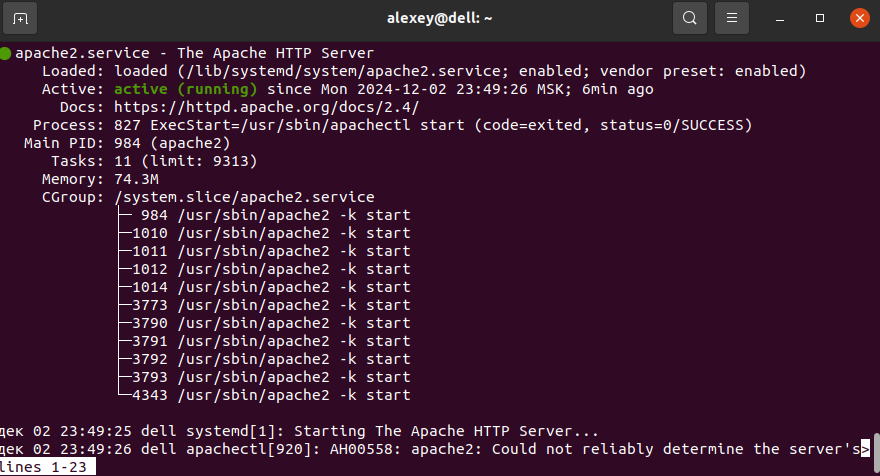 alexey@dell: ~
apache2.service - The Apache HTTP Server
Loaded: loaded (/lib/systemd/system/apache2.service; enabled; vendor preset: enabled)
Active: active (running) since Mon 2024-12-02 23:49:26 MSK; 6min ago
Docs: https://httpd.apache.org/docs/2.4/
Process: 827 ExecStart=/usr/sbin/apachectl start (code=exited, status=0/SUCCESS)
Main PID: 984 (apache2)
Tasks: 11 (limit: 9313)
Memory: 74.3M
CGroup: /system.slice/apache2.service
├─ 984 /usr/sbin/apache2 -k start
├─1010 /usr/sbin/apache2 -k start
├─1011 /usr/sbin/apache2 -k start
├─1012 /usr/sbin/apache2 -k start
├─1014 /usr/sbin/apache2 -k start
├─3773 /usr/sbin/apache2 -k start
├─3790 /usr/sbin/apache2 -k start
├─3791 /usr/sbin/apache2 -k start
├─3792 /usr/sbin/apache2 -k start
├─3793 /usr/sbin/apache2 -k start
└─4343 /usr/sbin/apache2 -k start
дек 02 23:49:25 dell systemd[1]: Starting The Apache HTTP Server...
дек 02 23:49:26 dell apachectl[920]: AH00558: apache2: Could not reliably determine the server's>
lines 1-23